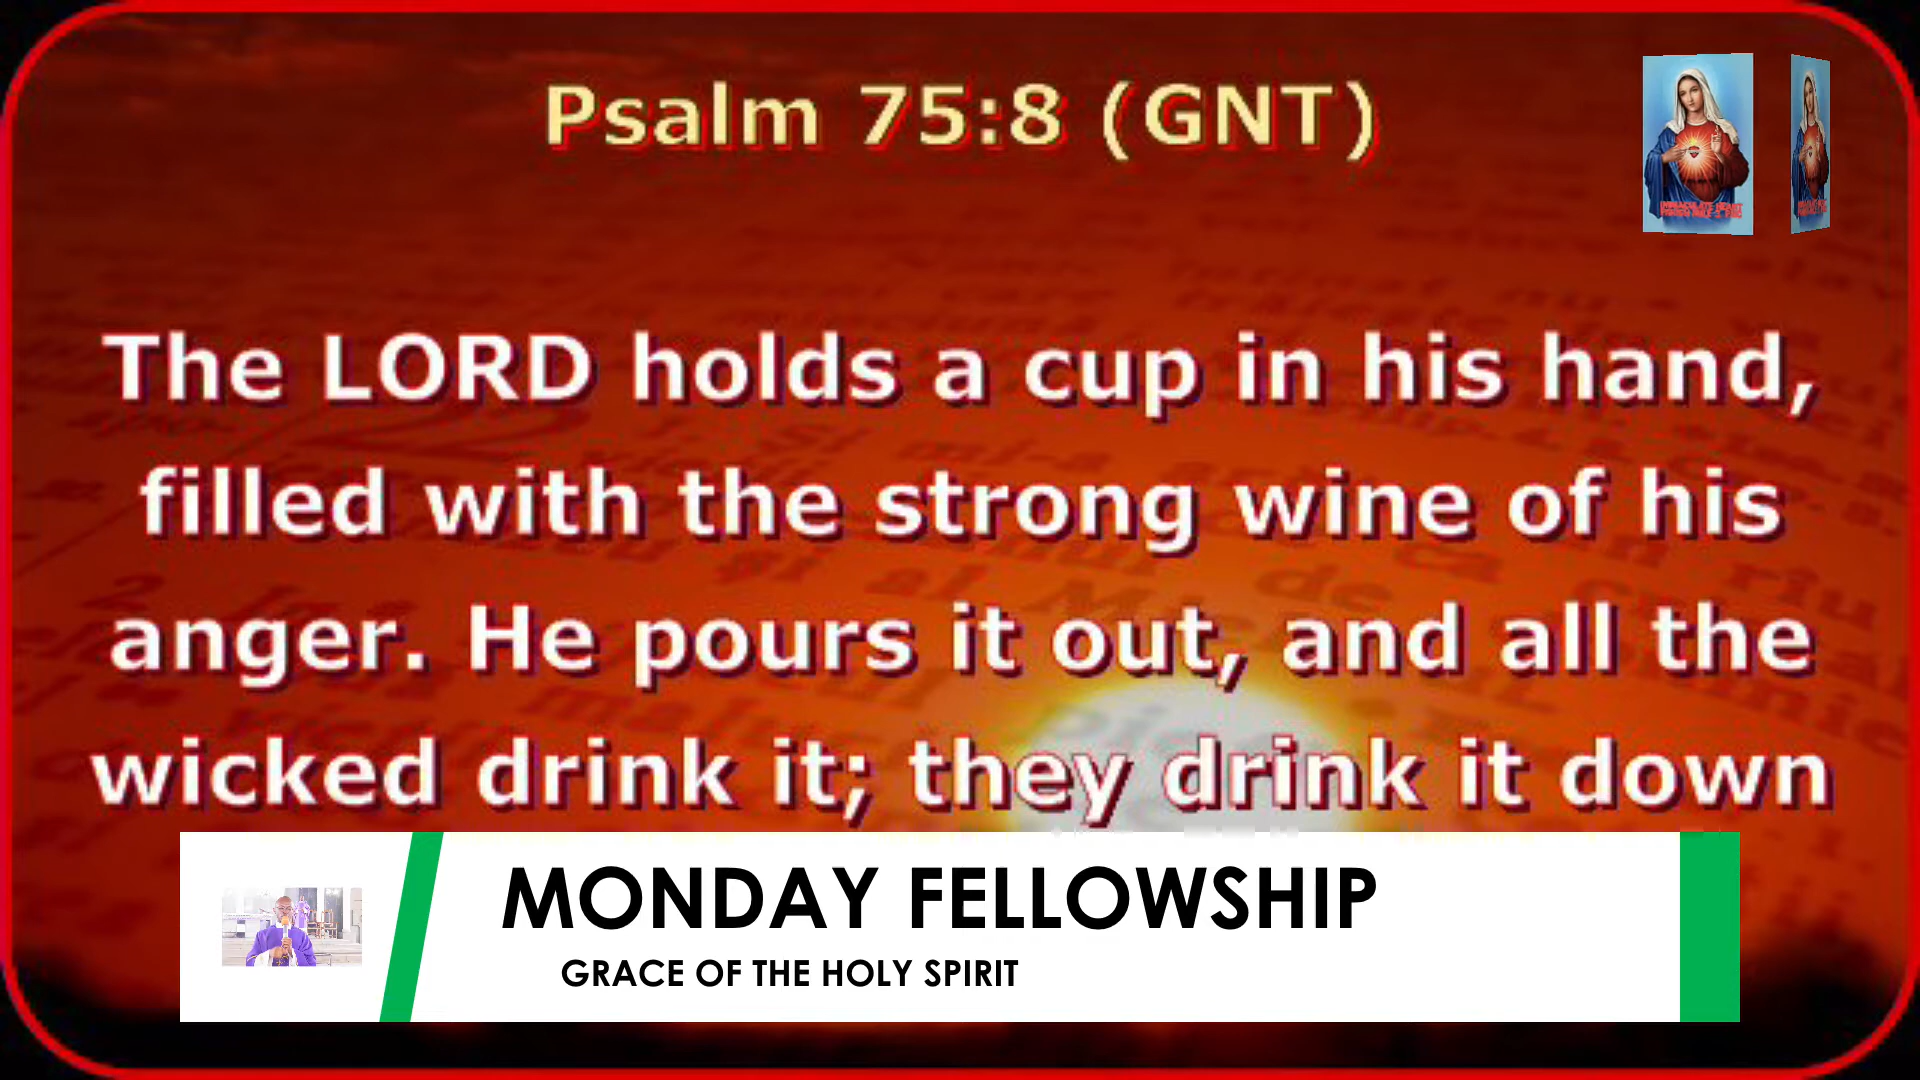 Psalm 75:8 (GNT)
The LORD holds a cup in his hand,
filled with the strong wine of his
anger. He pours it out, and all the
wicked drink it; they drink it down
MONDAY FELLOWSHIP
GRACE OF THE HOLY SPIRIT